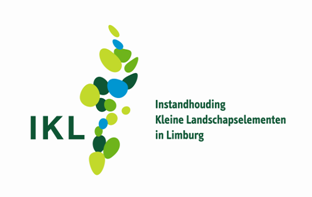 IKL
Instandhouding
Kleine Landschapselementen
in Limburg